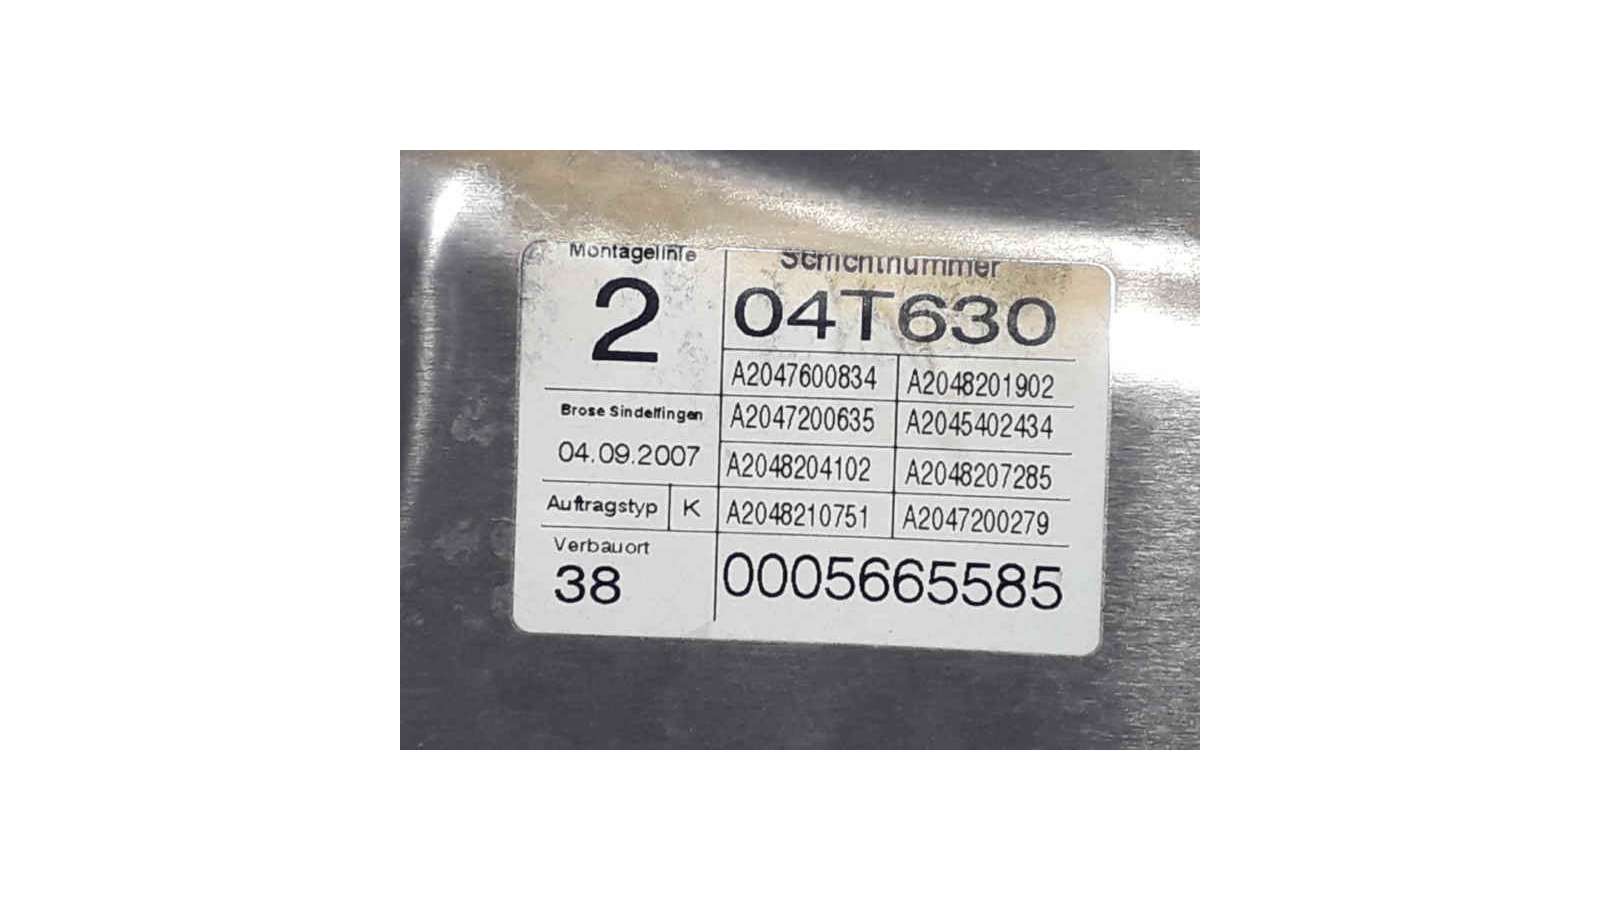 Montagelinie
2
Schichtnummer
04T630
A2047600834 A2048201902
Brose Sindelfingen
A2047200635 A2045402434
04.09.2007
A2048204102 A2048207285
Auftragstyp K
A2048210751 A2047200279
Verbauort
38
0005665585